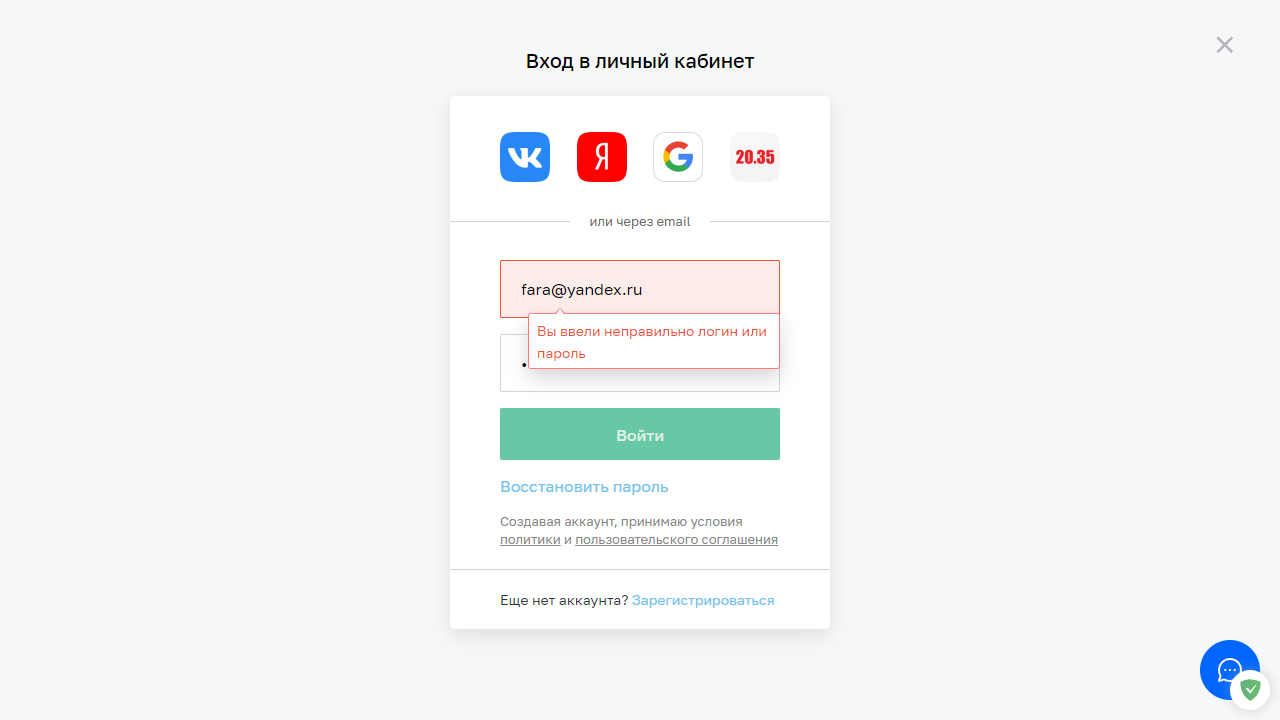 Вход в личный кабинет
VK
Я
G
20.35
или через email
fara@yandex.ru
Вы ввели неправильно логин или
пароль
Войти
Восстановить пароль
Создавая аккаунт, принимаю условия
политики и пользовательского соглашения
Еще нет аккаунта? Зарегистрироваться